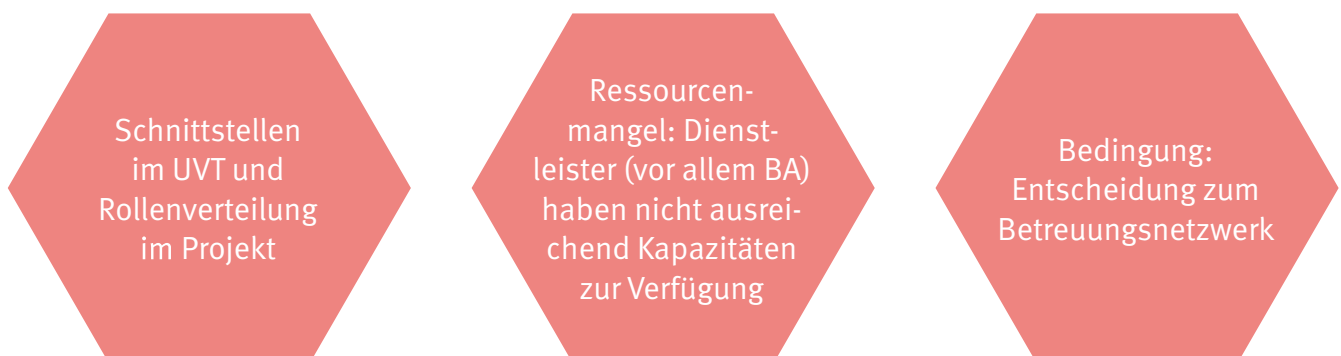 Schnittstellen
im UVT und
Rollenverteilung
im Projekt
Ressourcen-
mangel: Dienst-
leister (vor allem BA)
haben nicht ausrei-
chend Kapazitäten
zur Verfügung
Bedingung:
Entscheidung zum
Betreuungsnetzwerk